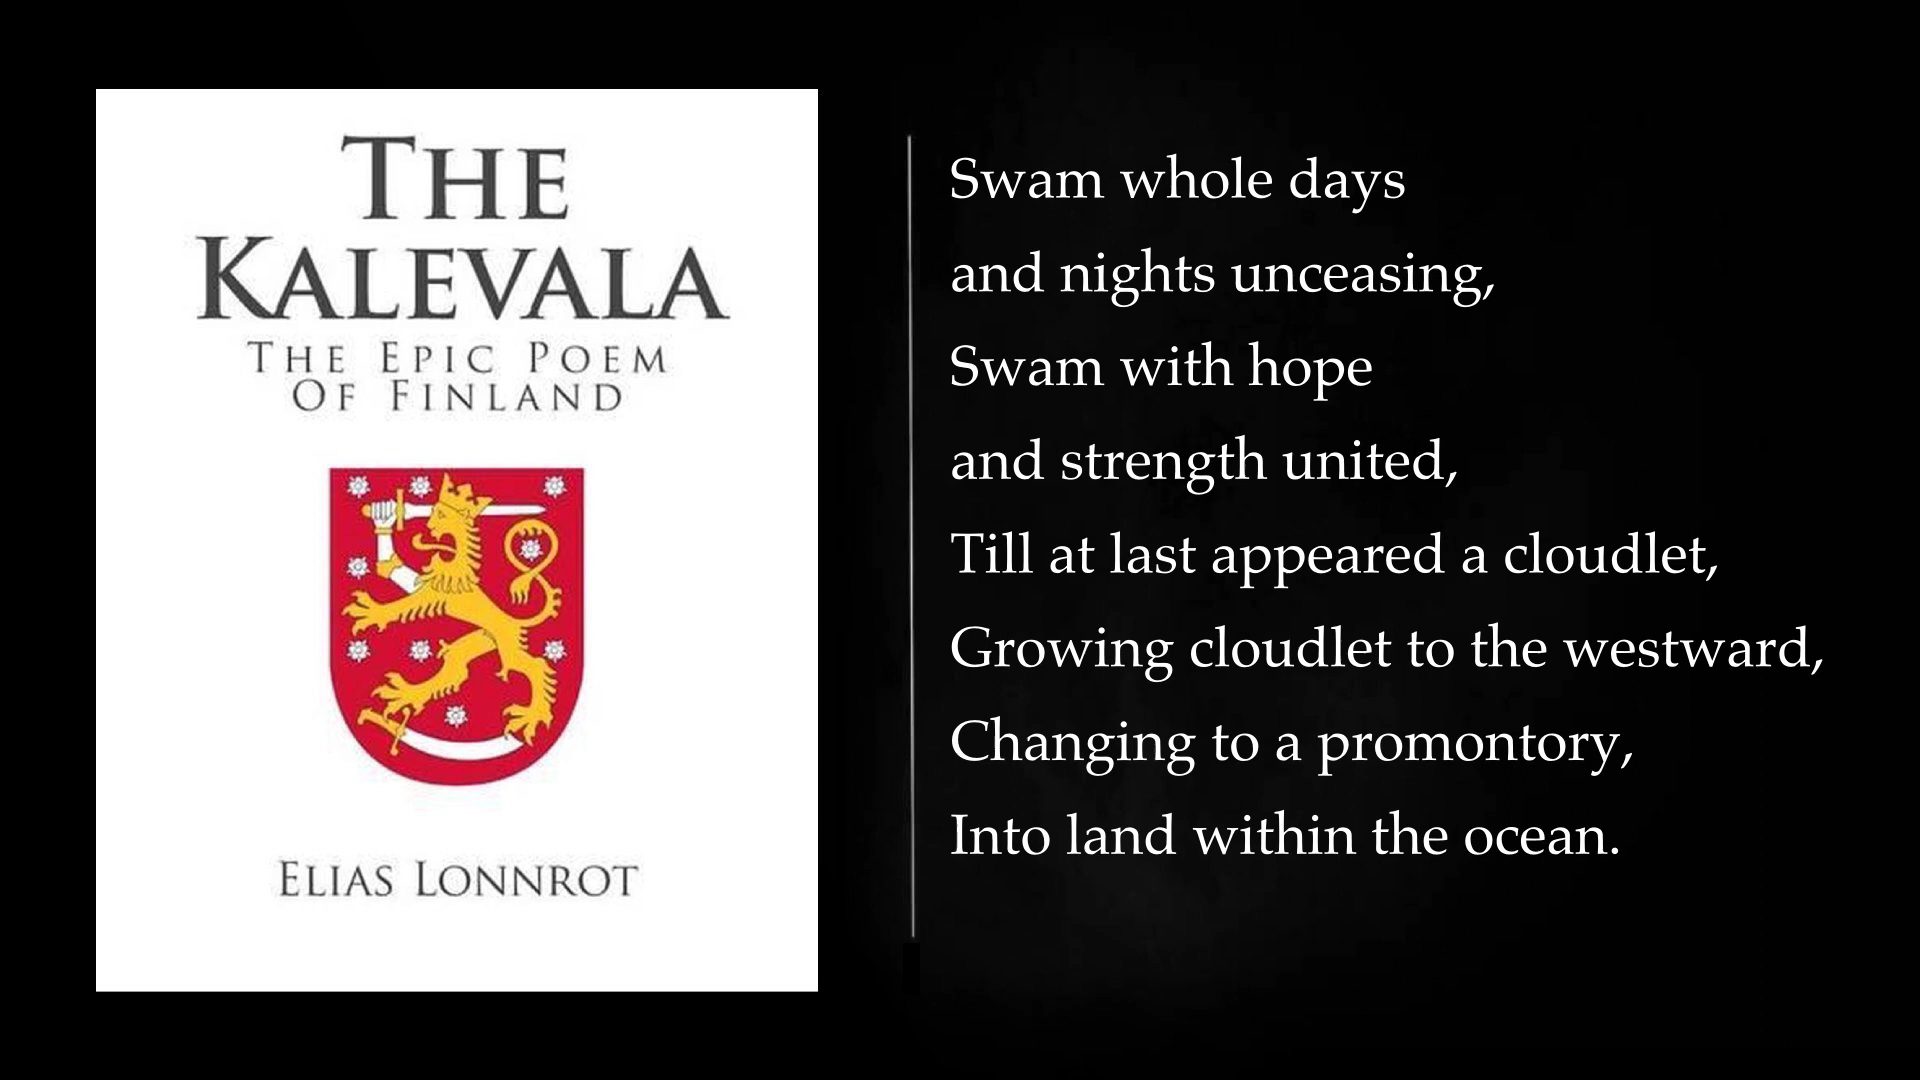 THE
KALEVALA
THE EPIC POEM
OF FINLAND
ELIAS LONNROT
Swam whole days
and nights unceasing,
Swam with hope
and strength united,
Till at last appeared a cloudlet,
Growing cloudlet to the westward,
Changing to a promontory,
Into land within the ocean.